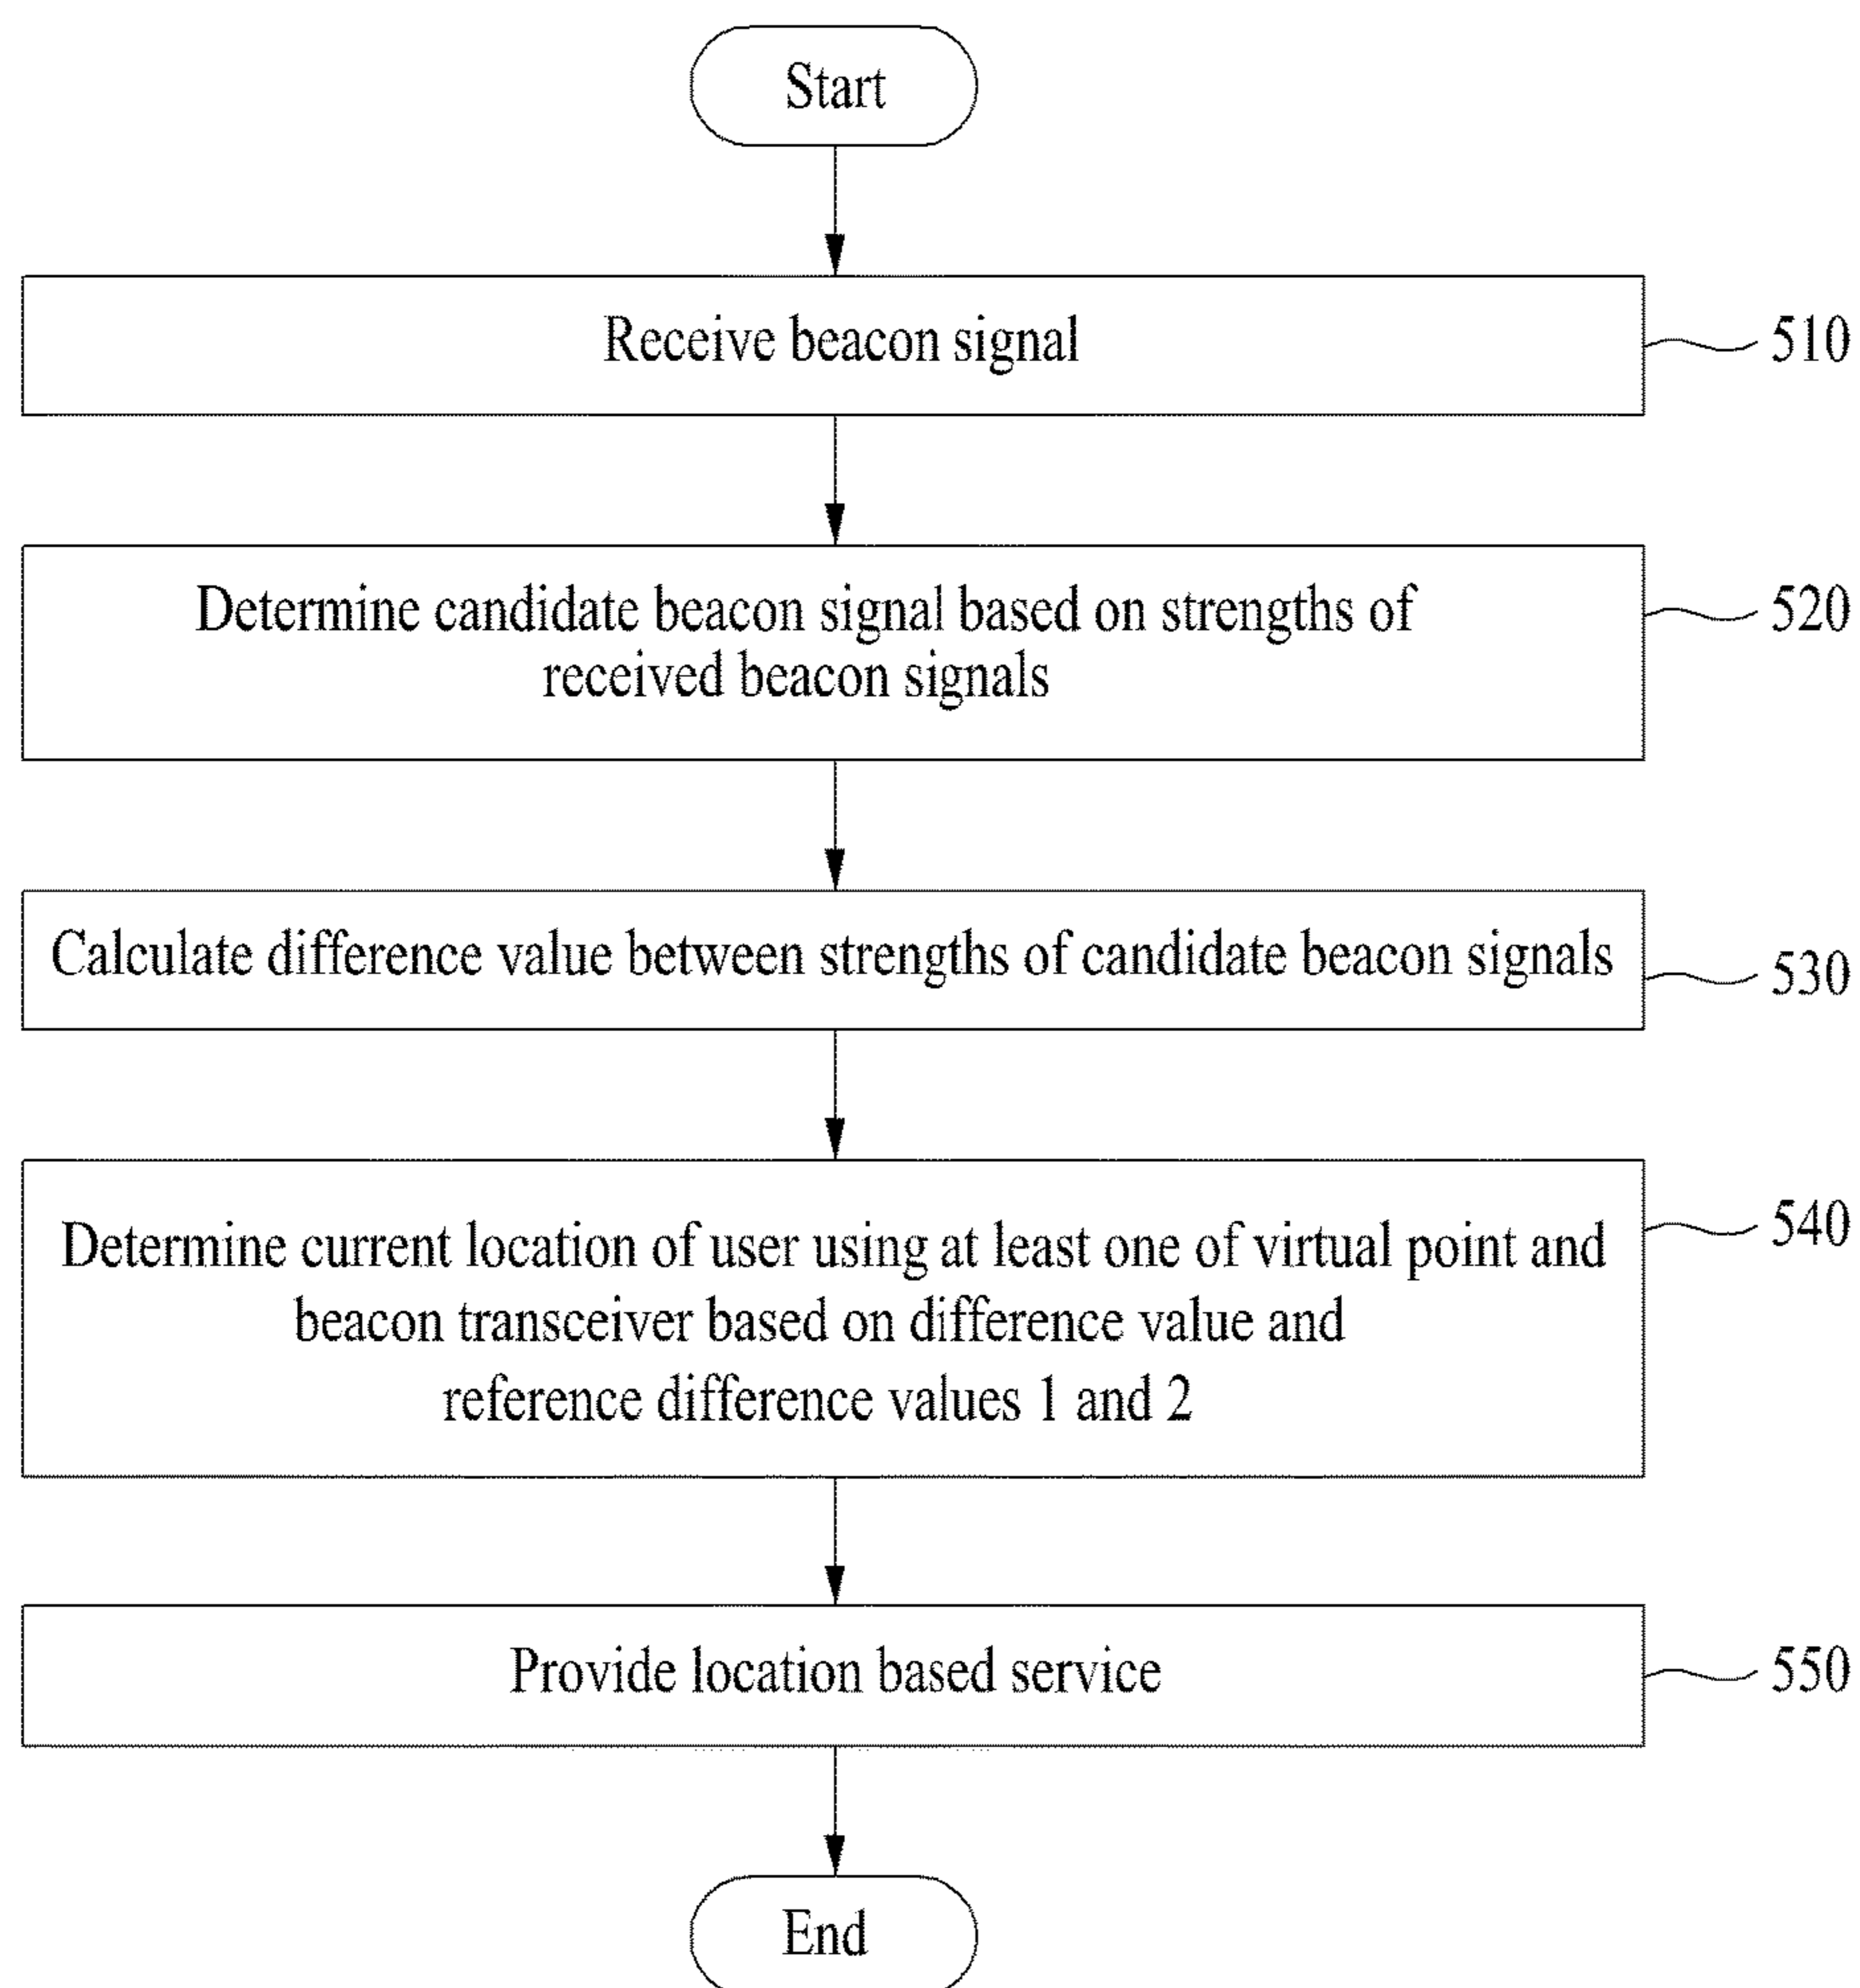 Start
Receive beacon signal
510
Determine candidate beacon signal based on strengths of
received beacon signals
520
Calculate difference value between strengths of candidate beacon signals
530
Determine current location of user using at least one of virtual point and
beacon transceiver based on difference value and
reference difference values 1 and 2
540
Provide location based service
550
End